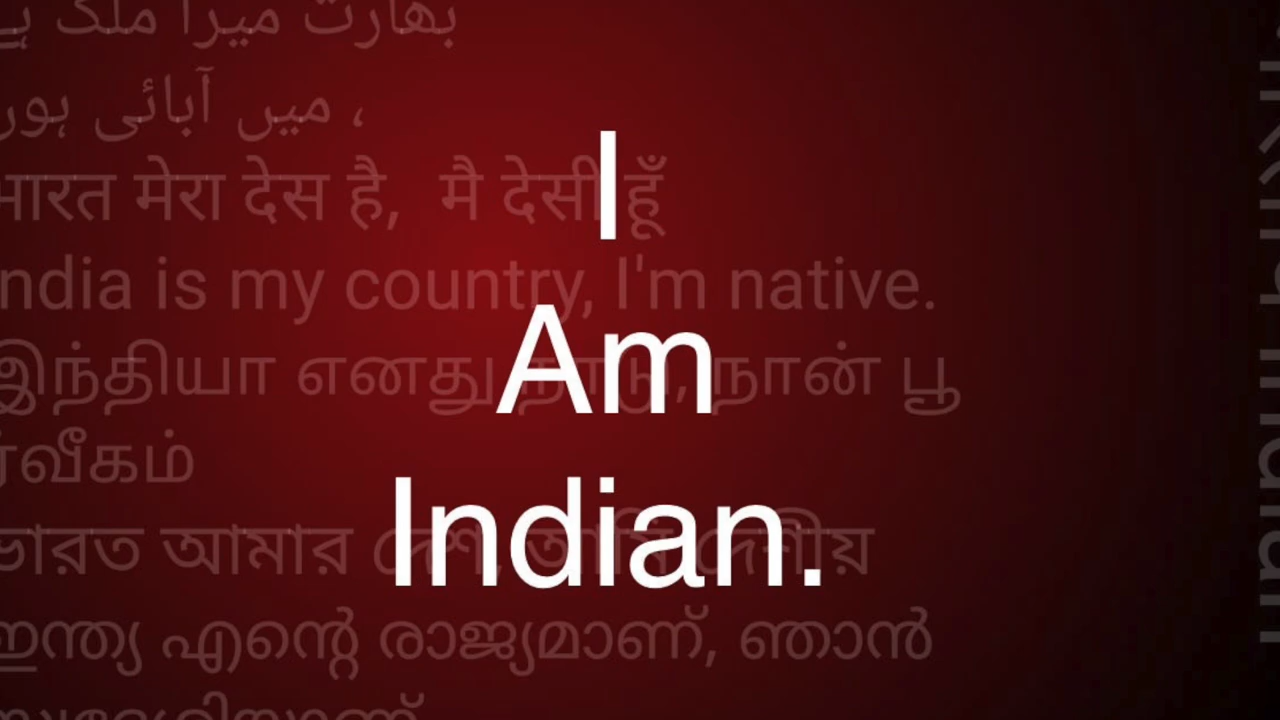 بھارت میرا ملک ہے
، میں آبائی ہوں
भारत मेरा देस है, मै देसी हूँ
India is my country, I'm native.
இந்தியா எனது நாடு, நான் பூ
ர்வீகம்
ভারত আমার দেশ, আমি দেশীয়
ഇന്ത്യ എന്റെ രാജ്യമാണ്, ഞാൻ
I
Am
Indian.